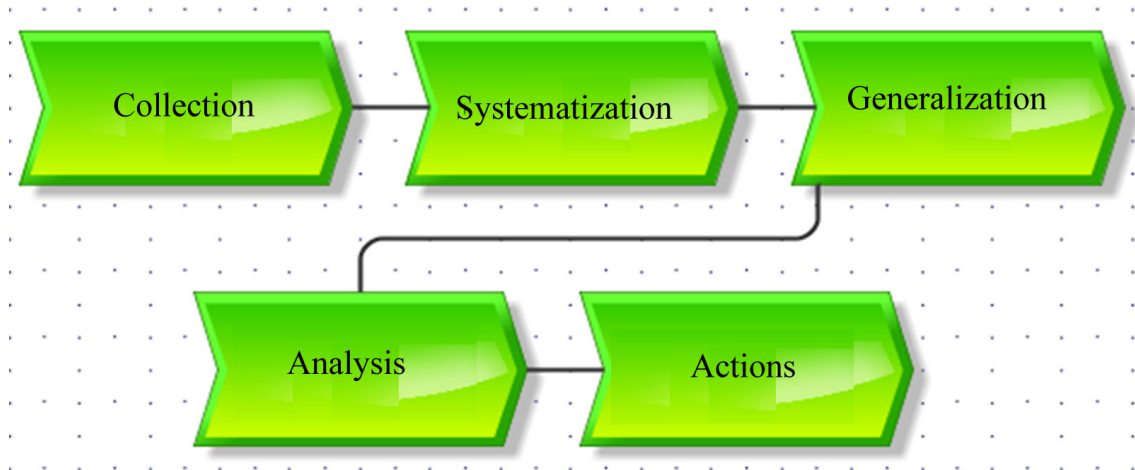 Collection
Systematization
Generalization
Analysis
Actions